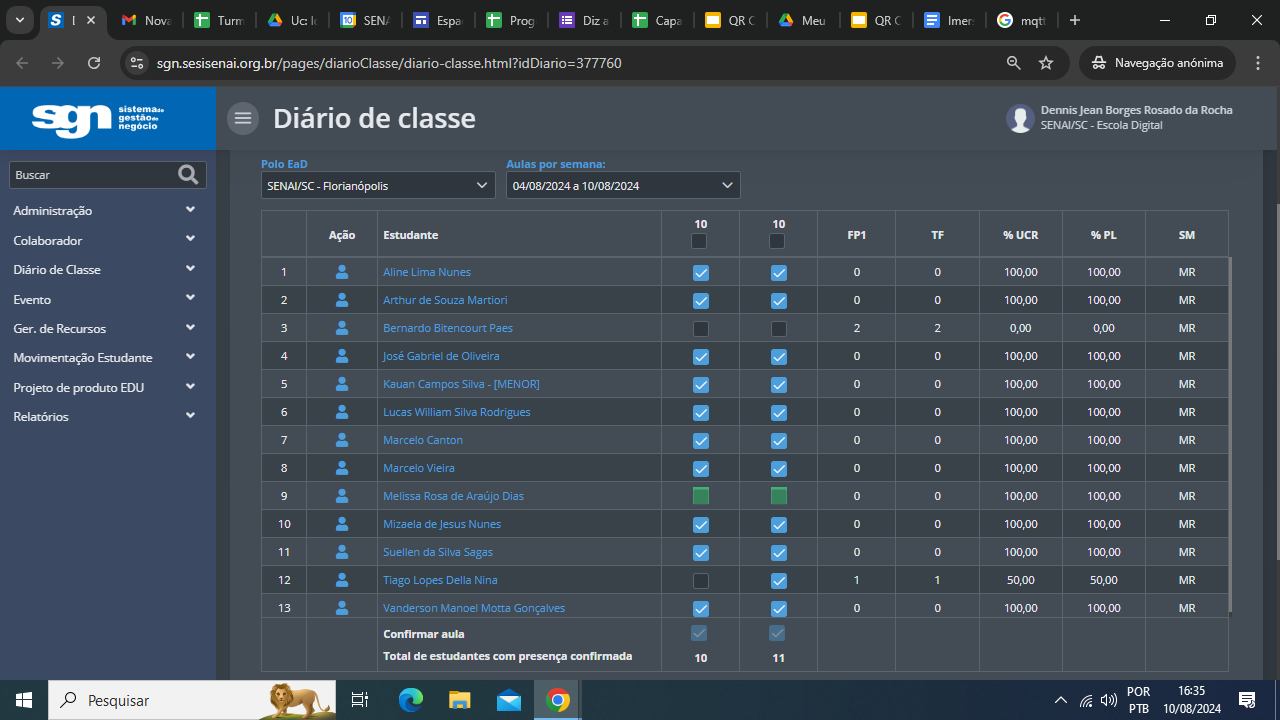 Nova
Turm
Uc: Ic
SENA
Espa
Prog
Diz a
Capa
QR C
Meu
QR C
Imers
mqtt
sgn.sesisenai.org.br/pages/diarioClasse/diario-classe.html?idDiario=377760
Navegação anónima
sgn sistema de gestão de negócio
Diário de classe
Dennis Jean Borges Rosado da Rocha
SENAI/SC - Escola Digital
Buscar
Administração
Colaborador
Diário de Classe
Evento
Ger. de Recursos
Movimentação Estudante
Projeto de produto EDU
Relatórios
Polo EaD Aulas por semana:
SENAI/SC - Florianópolis 04/08/2024 a 10/08/2024
Ação Estudante 10 10 FP1 TF % UCR % PL SM
1 Aline Lima Nunes 0 0 100,00 100,00 MR
2 Arthur de Souza Martiori 0 0 100,00 100,00 MR
3 Bernardo Bitencourt Paes 2 2 0,00 0,00 MR
4 José Gabriel de Oliveira 0 0 100,00 100,00 MR
5 Kauan Campos Silva - [MENOR] 0 0 100,00 100,00 MR
6 Lucas William Silva Rodrigues 0 0 100,00 100,00 MR
7 Marcelo Canton 0 0 100,00 100,00 MR
8 Marcelo Vieira 0 0 100,00 100,00 MR
9 Melissa Rosa de Araújo Dias 0 0 100,00 100,00 MR
10 Mizaela de Jesus Nunes 0 0 100,00 100,00 MR
11 Suellen da Silva Sagas 0 0 100,00 100,00 MR
12 Tiago Lopes Della Nina 1 1 50,00 50,00 MR
13 Vanderson Manoel Motta Gonçalves 0 0 100,00 100,00 MR
Confirmar aula
Total de estudantes com presença confirmada 10 11
Pesquisar
POR
PTB
16:35
10/08/2024